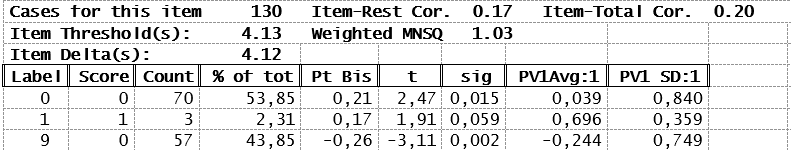 Cases for this item 130 Item-Rest Cor. 0.17 Item-Total Cor. 0.20
Item Threshold(s): 4.13 Weighted MNSQ 1.03
Item Delta(s): 4.12
Label Score Count % of tot Pt Bis t sig PV1Avg:1 PV1 SD:1
0 0 70 53,85 0,21 2,47 0,015 0,039 0,840
1 1 3 2,31 0,17 1,91 0,059 0,696 0,359
9 0 57 43,85 -0,26 -3,11 0,002 -0,244 0,749